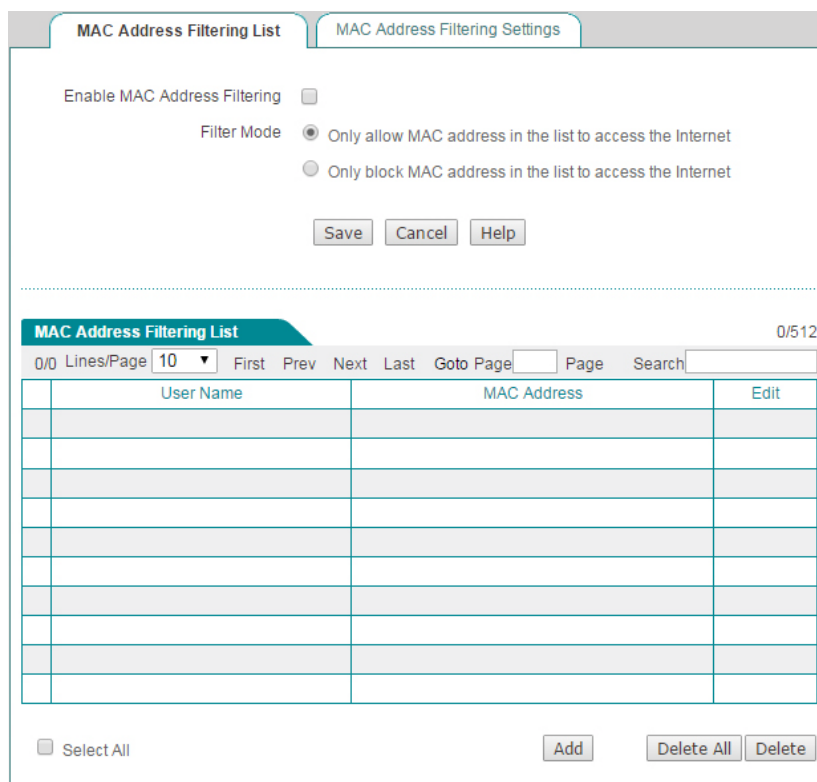 MAC Address Filtering List MAC Address Filtering Settings
Enable MAC Address Filtering
Filter Mode Only allow MAC address in the list to access the Internet
Only block MAC address in the list to access the Internet
Save Cancel Help
MAC Address Filtering List 0/512
0/0 Lines/Page 10 First Prev Next Last Goto Page Page Search
User Name MAC Address Edit
Select All Add Delete All Delete